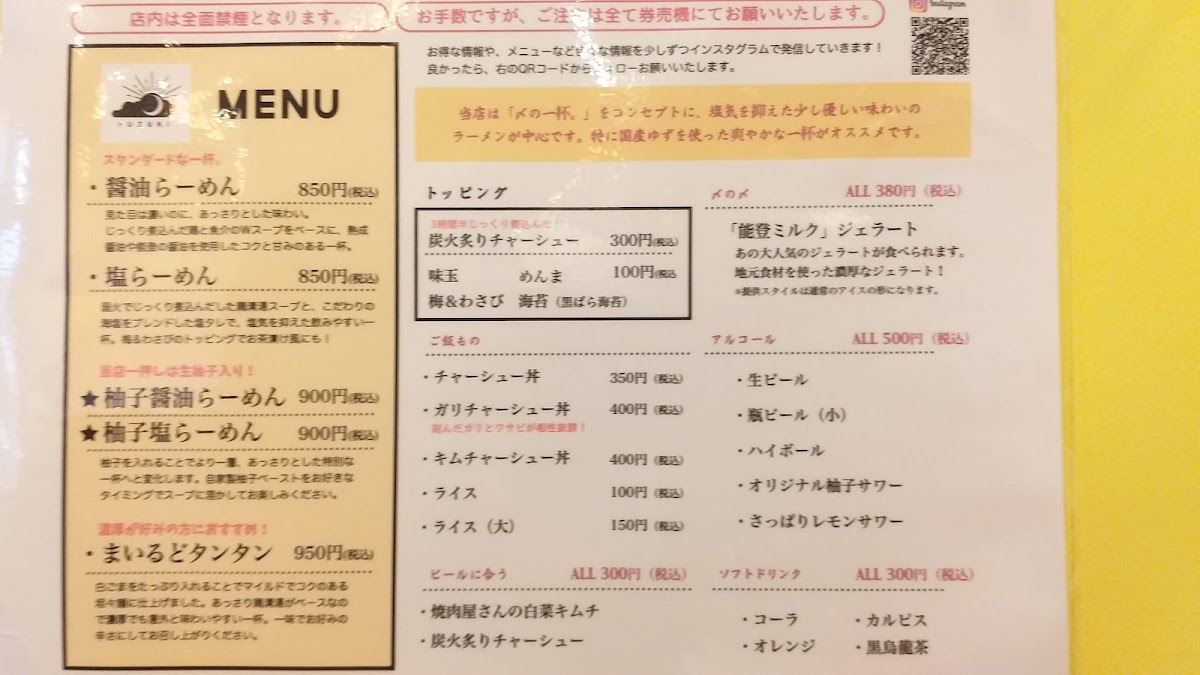 店内は全面禁煙となります。
お手数ですが、ご注文は全て券売機にてお願いいたします。
Instagram
お得な情報や、メニューなど様々な情報を少しずつインスタグラムで発信していきます！
良かったら、右のQRコードからフォローお願いいたします。
YUZUKI
MENU
当店は「〆の一杯。」をコンセプトに、塩気を抑えた少し優しい味わいの
ラーメンが中心です。特に国産ゆずを使った爽やかな一杯がオススメです。
スタンダードな一杯。
・醤油らーめん 850円(税込)
見た目は濃いのに、あっさりとした味わい。
じっくり煮込んだ鶏と魚介のWスープをベースに、熟成
醤油や能登の醤油を使用したコクと甘みのある一杯。
・塩らーめん 850円(税込)
直火でじっくり煮込んだした鶏清湯スープと、こだわりの
海塩をブレンドした塩タレで、塩気を抑えた飲みやすい一
杯。梅&わさびのトッピングでお茶漬け風にも！
当店一押しは生柚子入り！
★柚子醤油らーめん 900円(税込)
★柚子塩らーめん 900円(税込)
柚子を入れることでより一層、あっさりとした特別な
一杯へと変化します。自家製柚子ペーストをお好きな
タイミングでスープに溶かしてお楽しみください。
濃厚が好みの方におすすめ！
・まいるどタンタン 950円(税込)
白ごまをたっぷり入れることでマイルドでコクのある
坦々麺に仕上げました。あっさり鶏清湯がベースなの
で濃厚でも意外と味わいやすい一杯。一味でお好みの
辛さにしてお召し上がりください。
トッピング
3時間半じっくり煮込んだ！
炭火炙りチャーシュー 300円(税込)
味玉 めんま 100円(税込
梅&わさび 海苔（黒ばら海苔）
ご飯もの
・チャーシュー丼 350円（税込）
・ガリチャーシュー丼 400円（税込）
刻んだガリとワサビが相性抜群！
・キムチャーシュー丼 400円（税込）
・ライス 100円（税込）
・ライス（大） 150円（税込）
ビールに合う ALL 300円（税込）
・焼肉屋さんの白菜キムチ
・炭火炙りチャーシュー
〆の〆 ALL 380円（税込）
「能登ミルク」ジェラート
あの大人気のジェラートが食べられます。
地元食材を使った濃厚なジェラート！
※提供スタイルは通常のアイスの形になります。
アルコール ALL 500円（税込）
・生ビール
・瓶ビール（小）
・ハイボール
・オリジナル柚子サワー
・さっぱりレモンサワー
ソフトドリンク ALL 300円（税込）
・コーラ ・カルピス
・オレンジ ・黒烏龍茶